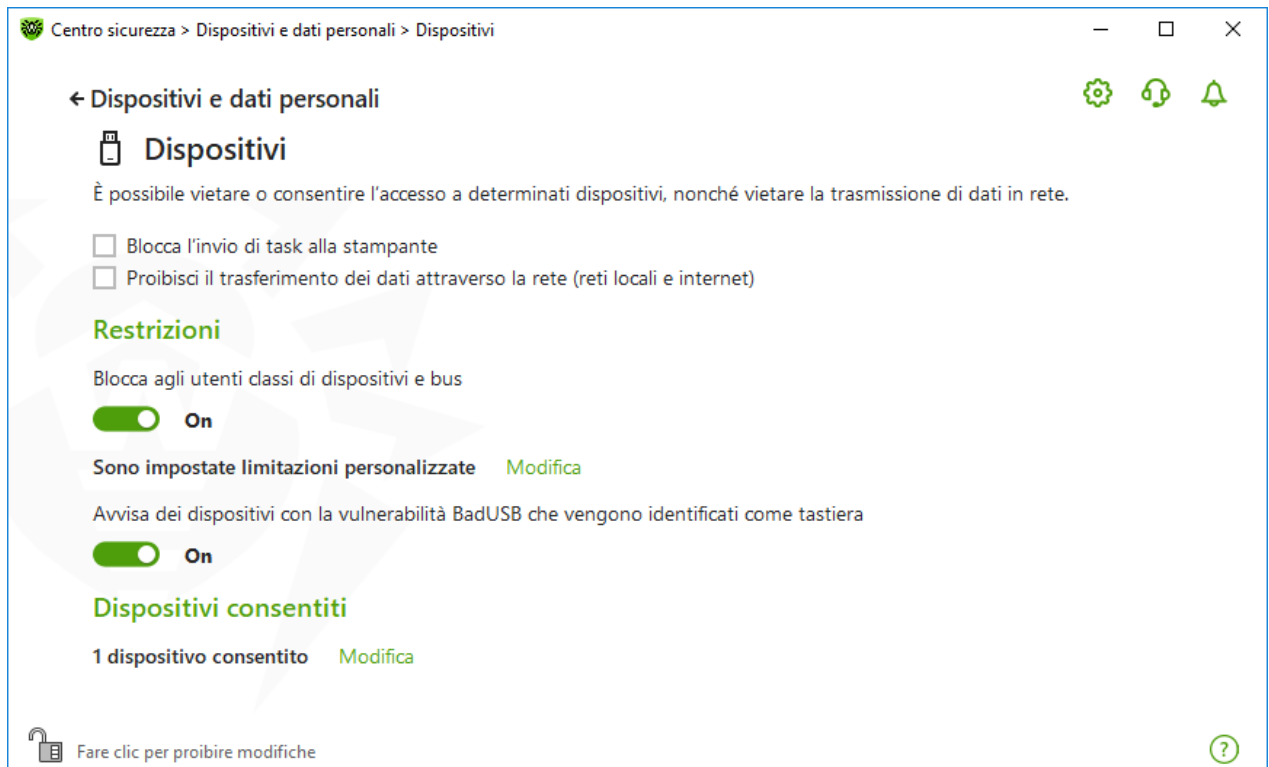 Centro sicurezza > Dispositivi e dati personali > Dispositivi
Dispositivi e dati personali
Dispositivi
È possibile vietare o consentire l'accesso a determinati dispositivi, nonché vietare la trasmissione di dati in rete.
Blocca l'invio di task alla stampante
Proibisci il trasferimento dei dati attraverso la rete (reti locali e internet)
Restrizioni
Blocca agli utenti classi di dispositivi e bus
On
Sono impostate limitazioni personalizzate Modifica
Avvisa dei dispositivi con la vulnerabilità BadUSB che vengono identificati come tastiera
On
Dispositivi consentiti
1 dispositivo consentito Modifica
Fare clic per proibire modifiche